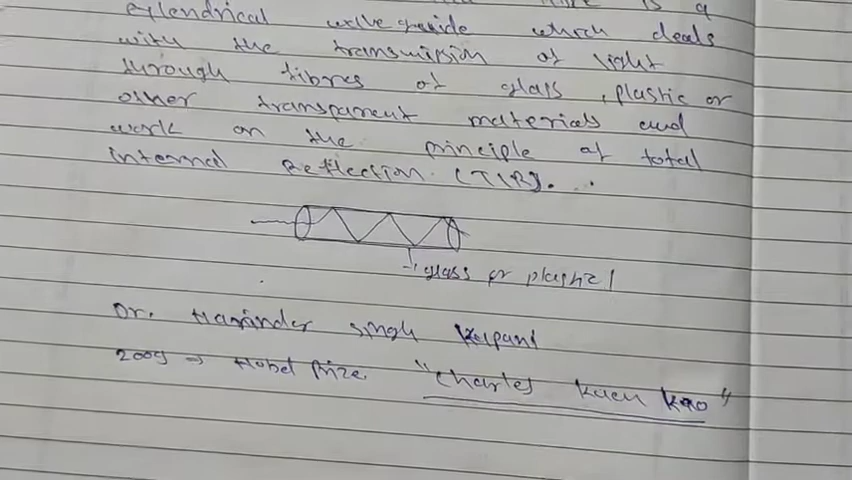 is a
cylendrical wave guide which deals
with the transmission of light
through fibres of glass, plastic or
other transparent materials and
work on the principle of total
internal Reflection (TIR).
glass or plastic
Dr. Harainder singh Kapani
2009 → Nobel Prize "Charles Kuen Kao"